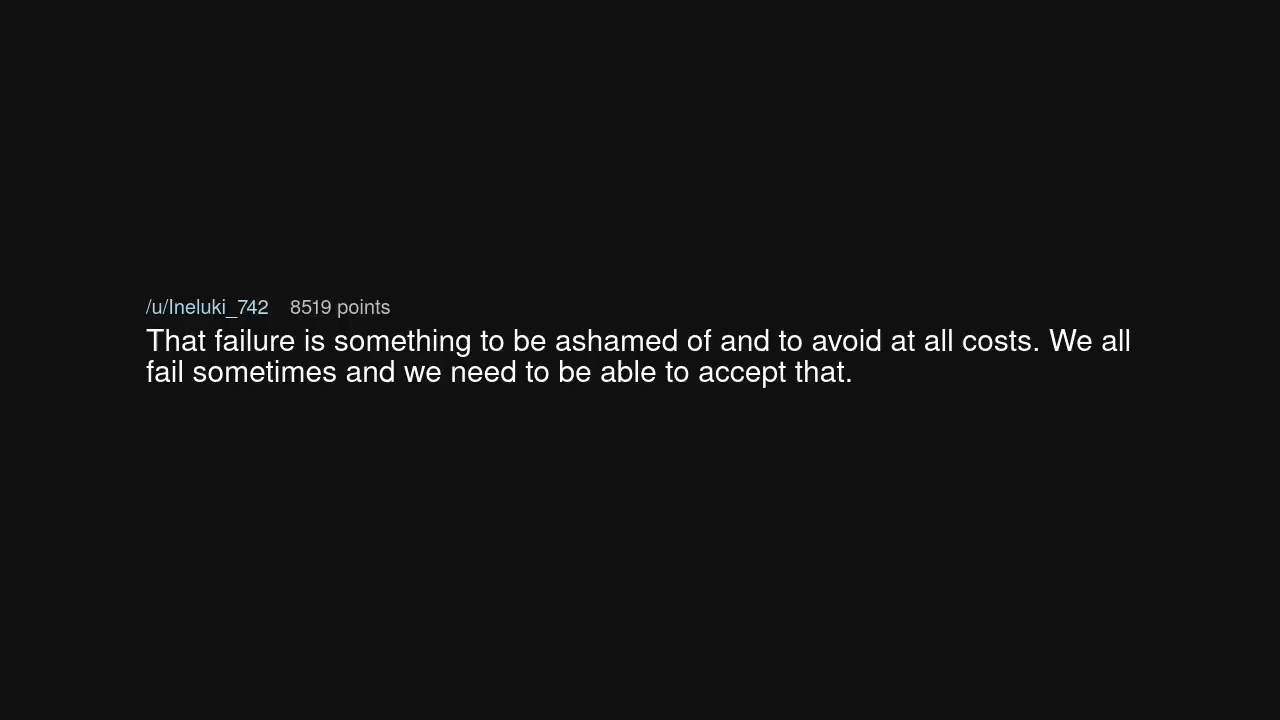 /u/Ineluki_742 8519 points
That failure is something to be ashamed of and to avoid at all costs. We all
fail sometimes and we need to be able to accept that.